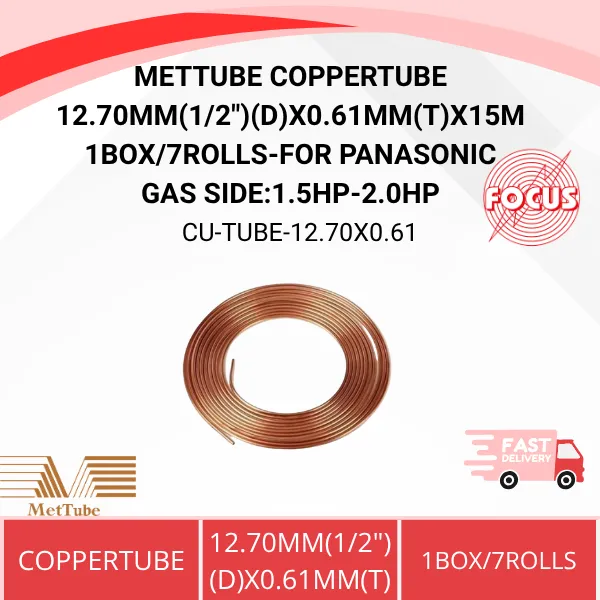 METTUBE COPPERTUBE
12.70MM(1/2")(D)X0.61MM(T)X15M
1BOX/7ROLLS-FOR PANASONIC
GAS SIDE:1.5HP-2.0HP
CU-TUBE-12.70X0.61
FOCUS
FAST
DELIVERY
MetTube
COPPERTUBE
12.70MM(1/2")
(D)X0.61MM(T)
1BOX/7ROLLS